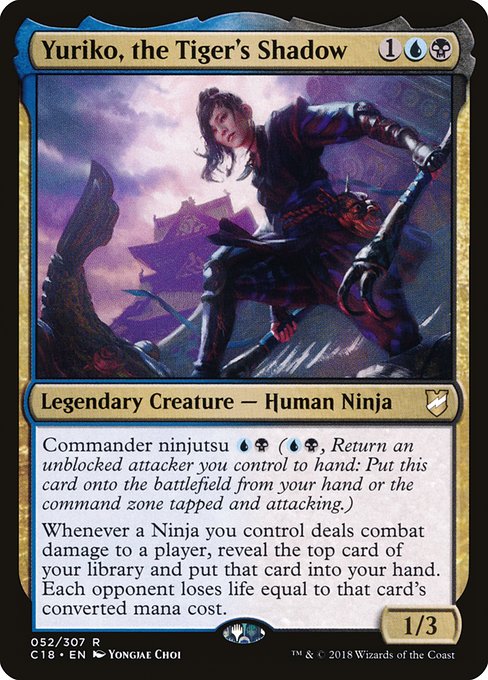 Yuriko, the Tiger's Shadow 1
Legendary Creature — Human Ninja
Commander ninjutsu (, Return an
unblocked attacker you control to hand: Put this
card onto the battlefield from your hand or the
command zone tapped and attacking.)
Whenever a Ninja you control deals combat
damage to a player, reveal the top card of
your library and put that card into your hand.
Each opponent loses life equal to that card's
converted mana cost.
1/3
052/307 R
C18 • EN Yongjae Choi ™ & © 2018 Wizards of the Coast